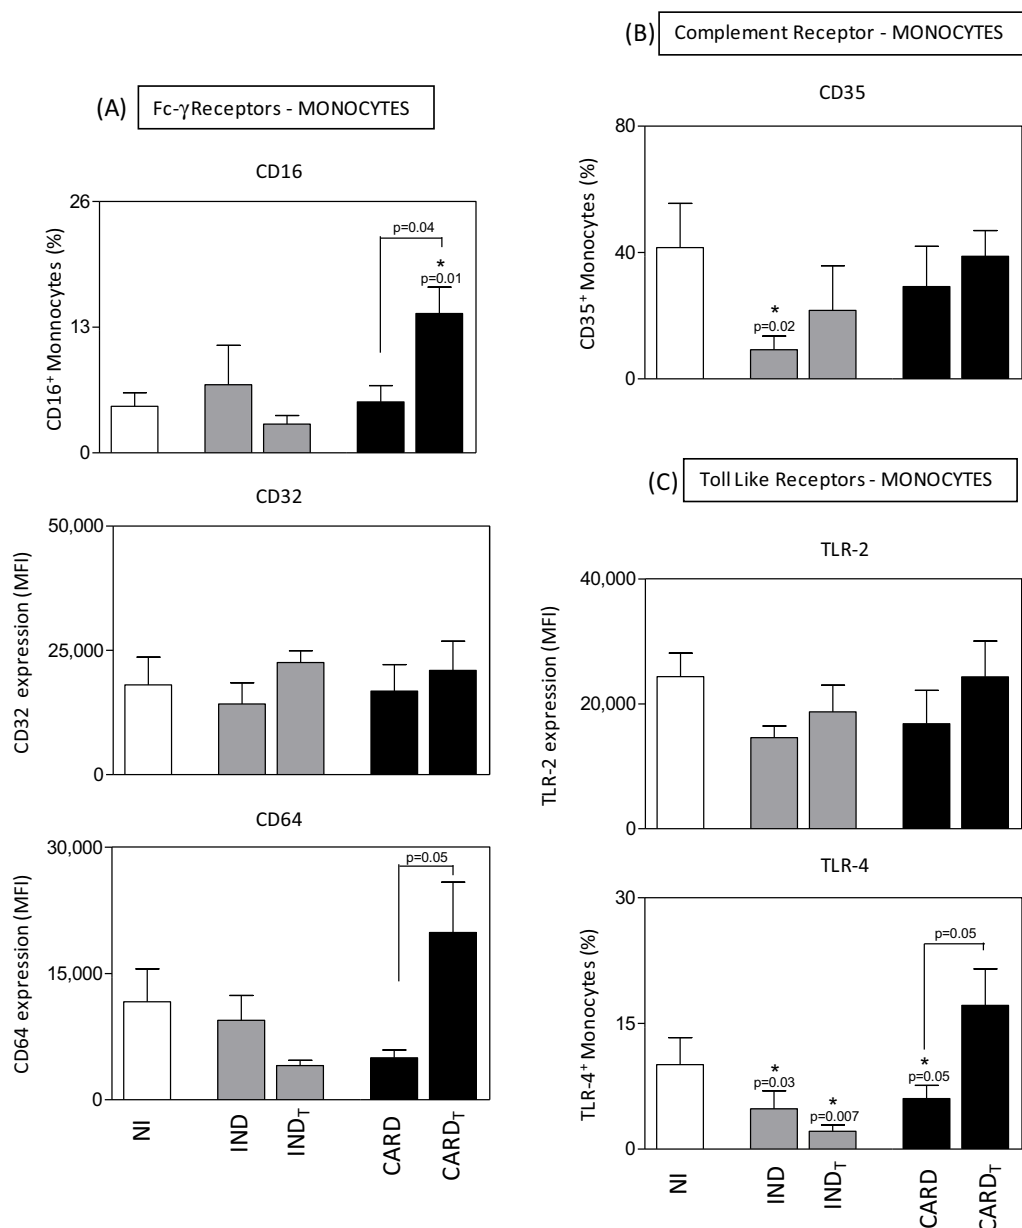 (A) Fc-γReceptors - MONOCYTES
CD16
CD16+ Monnocytes (%)
26
13
0
p=0.04
*
p=0.01
CD32
CD32 expression (MFI)
50,000
25,000
0
CD64
CD64 expression (MFI)
30,000
15,000
0
p=0.05
NI
IND
INDT
CARD
CARDT
(B) Complement Receptor - MONOCYTES
CD35
CD35+ Monocytes (%)
80
40
0
*
p=0.02
(C) Toll Like Receptors - MONOCYTES
TLR-2
TLR-2 expression (MFI)
40,000
20,000
0
TLR-4
TLR-4+ Monocytes (%)
30
15
0
*
p=0.03
*
p=0.007
p=0.05
*
p=0.05
NI
IND
INDT
CARD
CARDT